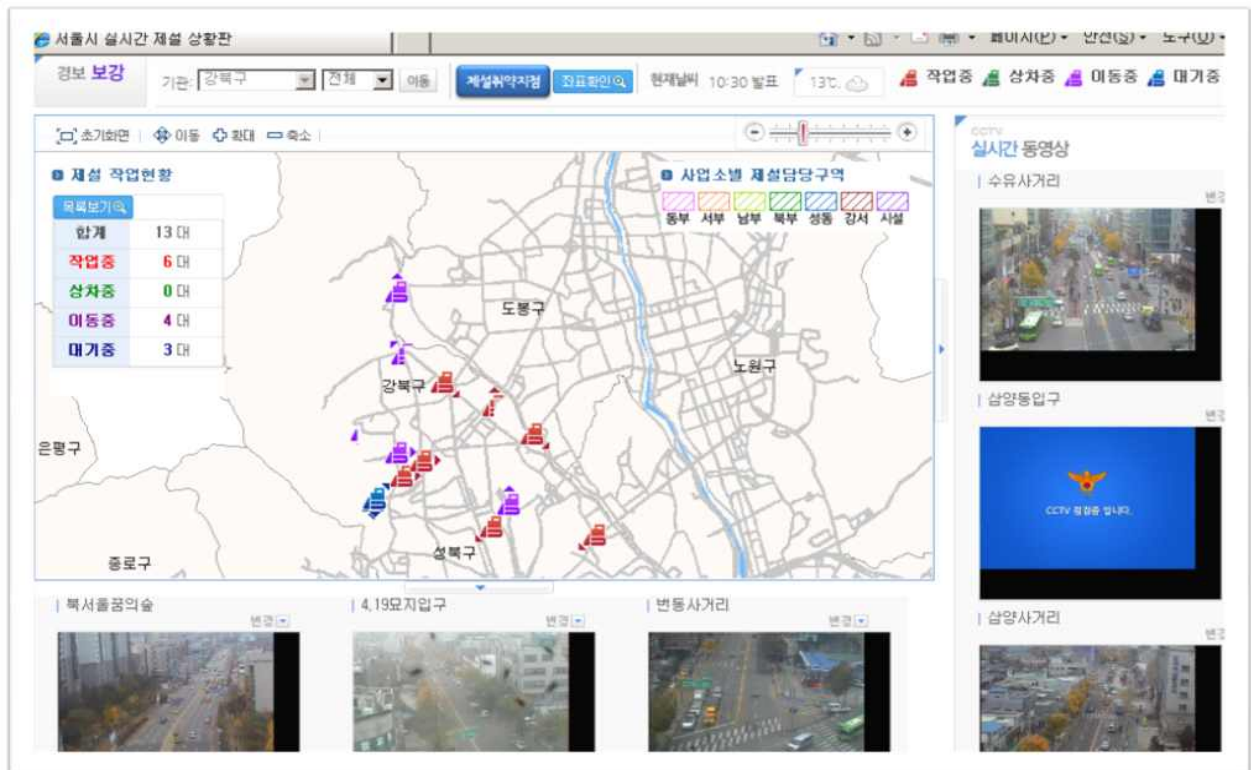 서울시 실시간 제설 상황판
페이지(P) 안전(S) 도구(U)
경보 보강
기관: 강북구 전체 이동 제설취약지점 좌표확인 현재날씨 10:30 발표 13℃ 작업중 상차중 이동중 대기중
초기화면 이동 확대 축소
제설 작업현황
목록보기
합계 13 대
작업중 6 대
상차중 0 대
이동중 4 대
대기중 3 대
사업소별 제설담당구역
동부 서부 남부 북부 성동 강서 시설
도봉구
노원구
강북구
은평구
성북구
종로구
CCTV
실시간 동영상
수유사거리
변경
삼양동입구
변경
CCTV 점검중 입니다.
삼양사거리
변경
북서울꿈의숲
변경
4.19묘지입구
변경
번동사거리
변경